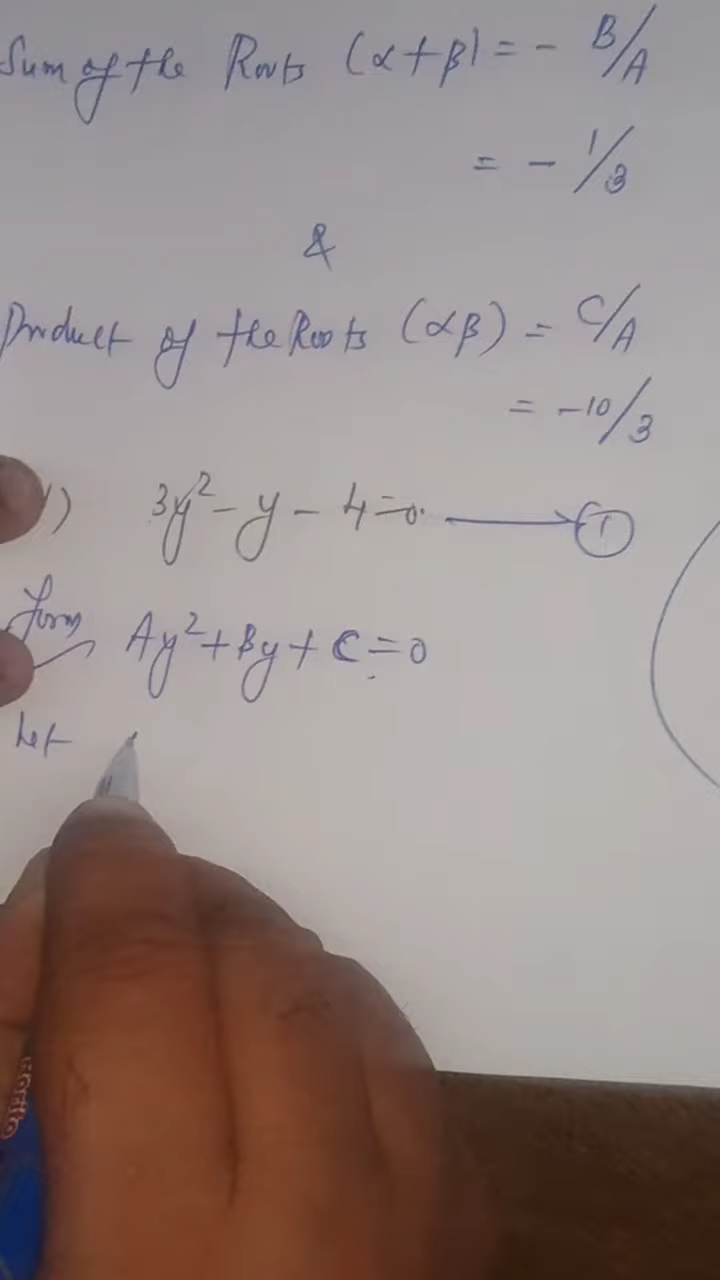 Sum of the Roots (α+β) = - B/A
= - 1/3
&
Product of the Roots (αβ) = C/A
= -10/3
) 3y² - y - 4 = 0 → ①
form Ay² + By + C = 0
Let